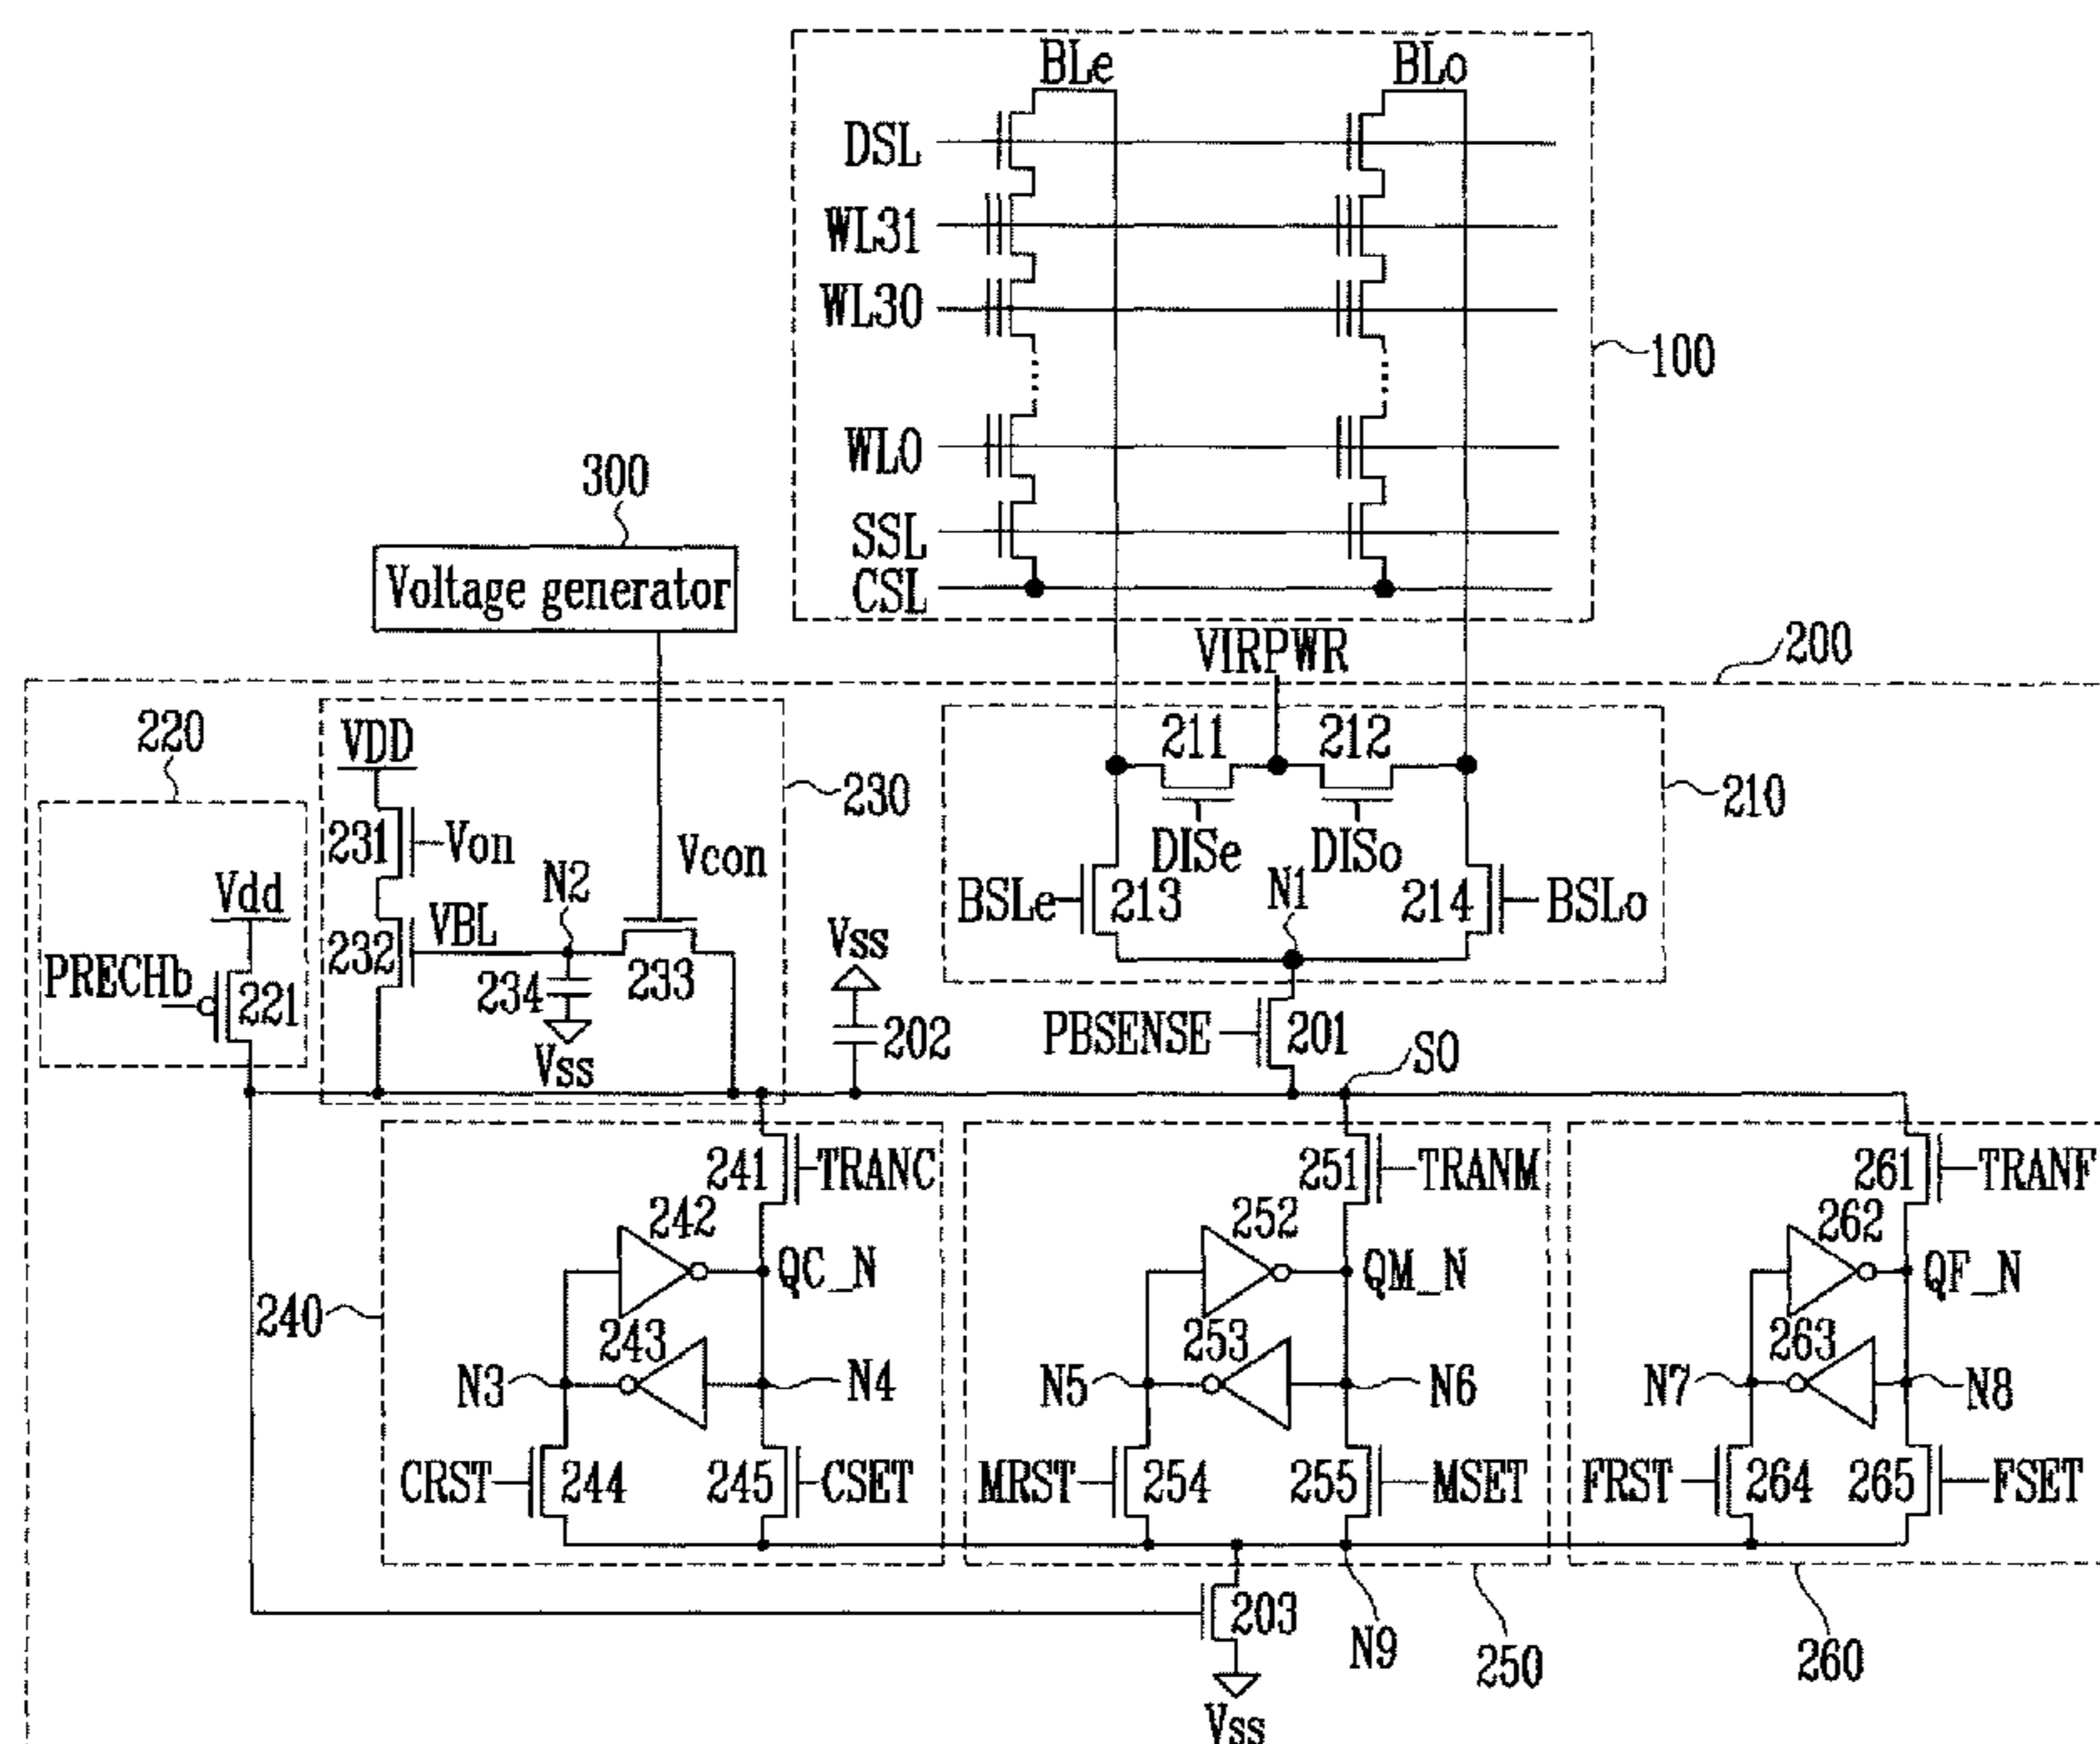 BLe BLo
DSL
WL31
WL30
100
WL0
300
SSL
Voltage generator
CSL
VIRPWR
200
220
VDD
211 212
230
210
231 Von
Vcon
DISe DISo
Vdd
N2
N1
BSLe 213 214 BSLo
VBL
Vss
232
PRECHb
221
234 233
PBSENSE 201
202
SO
Vss
241 TRANC
251 TRANM
261 TRANF
242
252
262
QC_N
QM_N
QF_N
240
243
253
263
N3 N4
N5 N6
N7 N8
CRST 244 245 CSET
MRST 254 255 MSET
FRST 264 265 FSET
203
N9
250
260
Vss